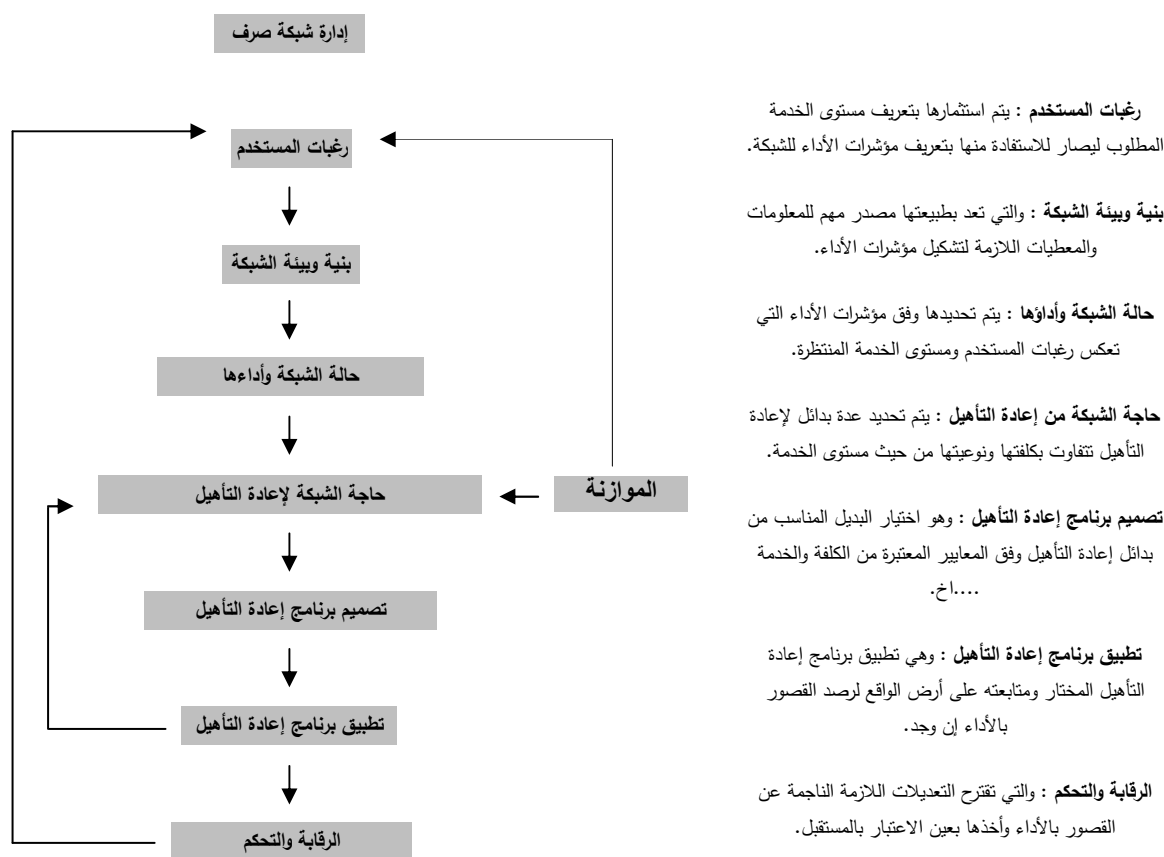 إدارة شبكة صرف
رغبات المستخدم
بنية وبيئة الشبكة
حالة الشبكة وأداءها
حاجة الشبكة لإعادة التأهيل
الموازنة
تصميم برنامج إعادة التأهيل
تطبيق برنامج إعادة التأهيل
الرقابة والتحكم
رغبات المستخدم : يتم استثمارها بتعريف مستوى الخدمة
المطلوب ليصار للاستفادة منها بتعريف مؤشرات الأداء للشبكة.
بنية وبيئة الشبكة : والتي تعد بطبيعتها مصدر مهم للمعلومات
والمعطيات اللازمة لتشكيل مؤشرات الأداء.
حالة الشبكة وأداؤها : يتم تحديدها وفق مؤشرات الأداء التي
تعكس رغبات المستخدم ومستوى الخدمة المنتظرة.
حاجة الشبكة من إعادة التأهيل : يتم تحديد عدة بدائل لإعادة
التأهيل تتفاوت بكلفتها ونوعيتها من حيث مستوى الخدمة.
تصميم برنامج إعادة التأهيل : وهو اختيار البديل المناسب من
بدائل إعادة التأهيل وفق المعايير المعتبرة من الكلفة والخدمة
....اخ.
تطبيق برنامج إعادة التأهيل : وهي تطبيق برنامج إعادة
التأهيل المختار ومتابعته على أرض الواقع لرصد القصور
بالأداء إن وجد.
الرقابة والتحكم : والتي تقترح التعديلات اللازمة الناجمة عن
القصور بالأداء وأخذها بعين الاعتبار بالمستقبل.